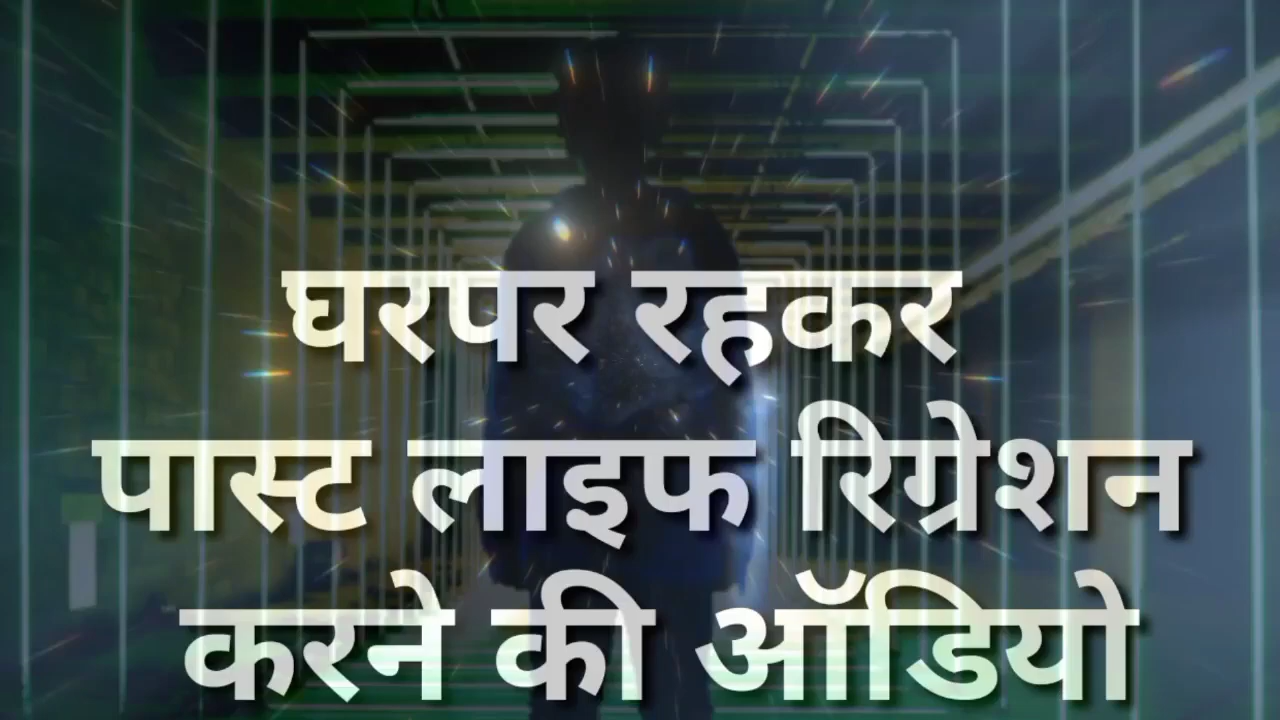 घरपर रहकर
पास्ट लाइफ रिग्रेशन
करने की ऑडियो